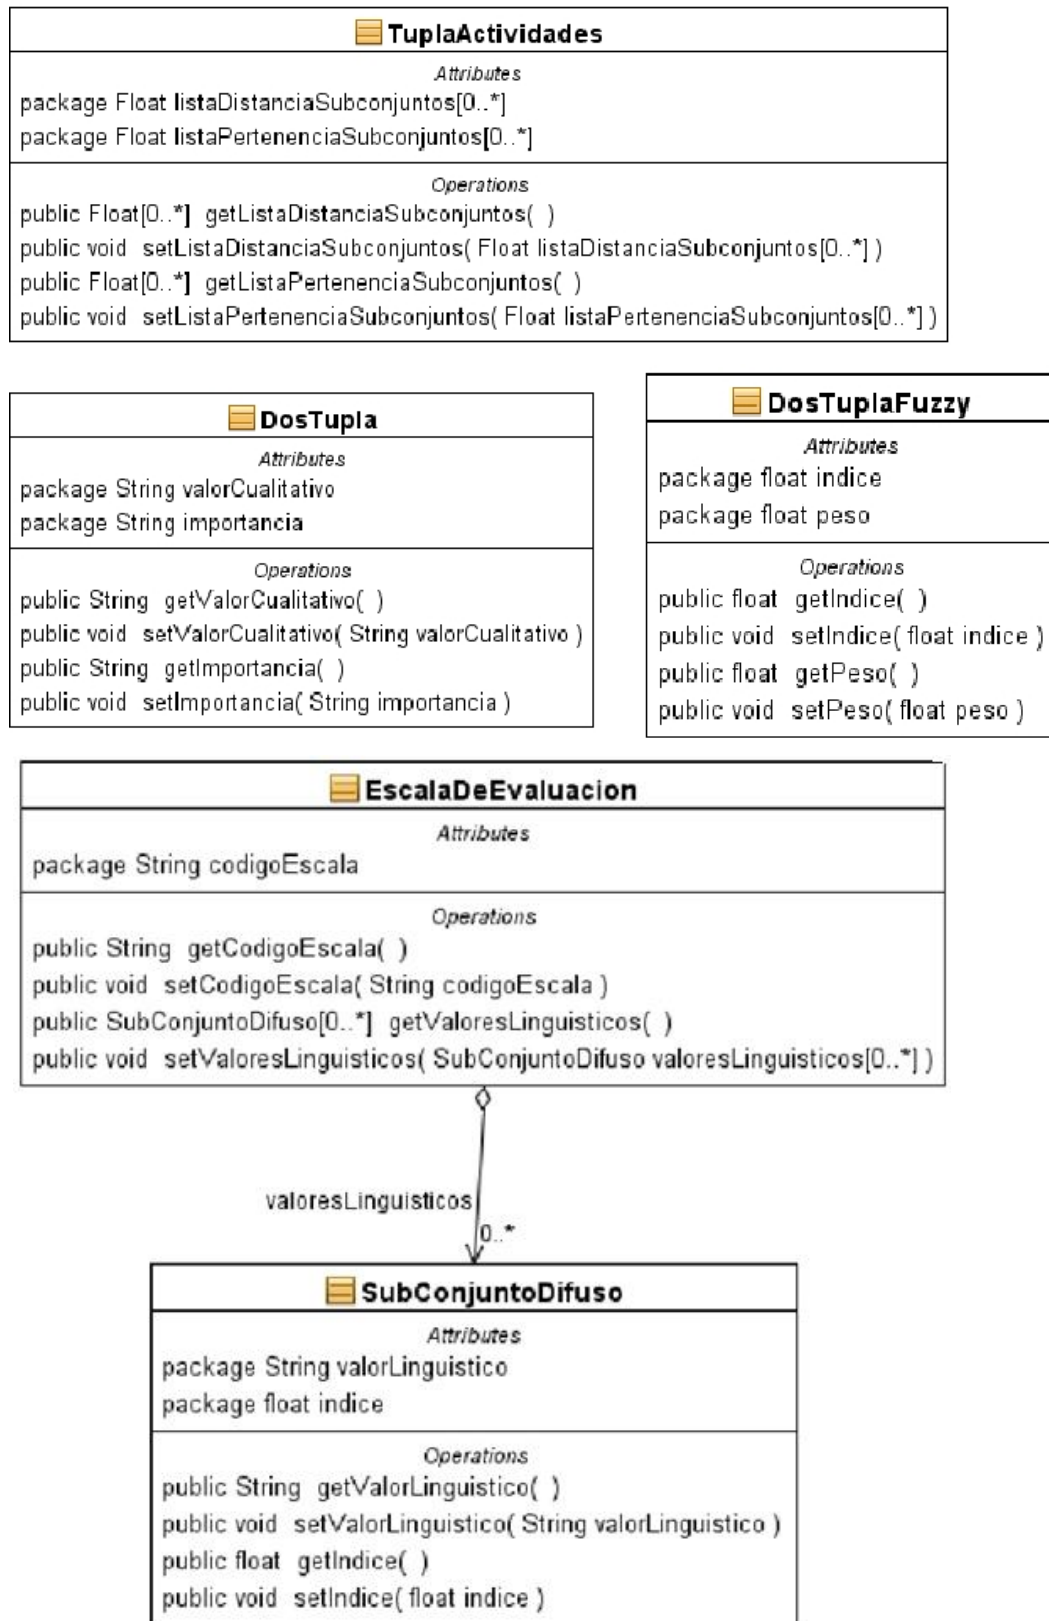 TuplaActividades
Attributes
package Float listaDistanciaSubconjuntos[0..*]
package Float listaPertenenciaSubconjuntos[0..*]
Operations
public Float[0..*] getListaDistanciaSubconjuntos( )
public void setListaDistanciaSubconjuntos( Float listaDistanciaSubconjuntos[0..*] )
public Float[0..*] getListaPertenenciaSubconjuntos( )
public void setListaPertenenciaSubconjuntos( Float listaPertenenciaSubconjuntos[0..*] )
DosTupla
Attributes
package String valorCualitativo
package String importancia
Operations
public String getValorCualitativo( )
public void setValorCualitativo( String valorCualitativo )
public String getImportancia( )
public void setImportancia( String importancia )
DosTuplaFuzzy
Attributes
package float indice
package float peso
Operations
public float getIndice( )
public void setIndice( float indice )
public float getPeso( )
public void setPeso( float peso )
EscalaDeEvaluacion
Attributes
package String codigoEscala
Operations
public String getCodigoEscala( )
public void setCodigoEscala( String codigoEscala )
public SubConjuntoDifuso[0..*] getValoresLinguisticos( )
public void setValoresLinguisticos( SubConjuntoDifuso valoresLinguisticos[0..*] )
valoresLinguisticos
0..*
SubConjuntoDifuso
Attributes
package String valorLinguistico
package float indice
Operations
public String getValorLinguistico( )
public void setValorLinguistico( String valorLinguistico )
public float getIndice( )
public void setIndice( float indice )